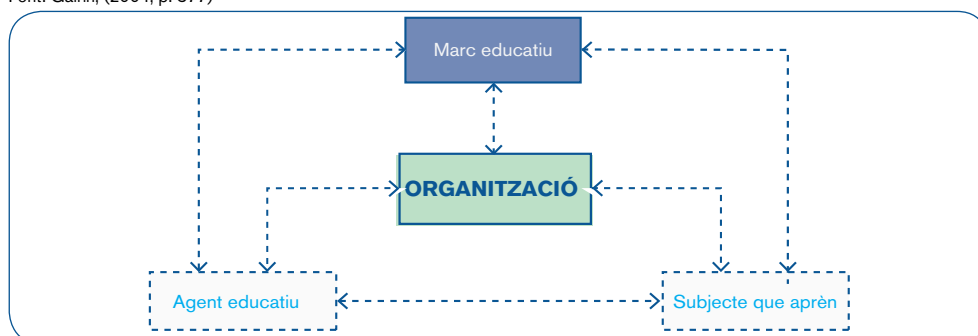 Marc educatiu
ORGANITZACIÓ
Agent educatiu
Subjecte que aprèn